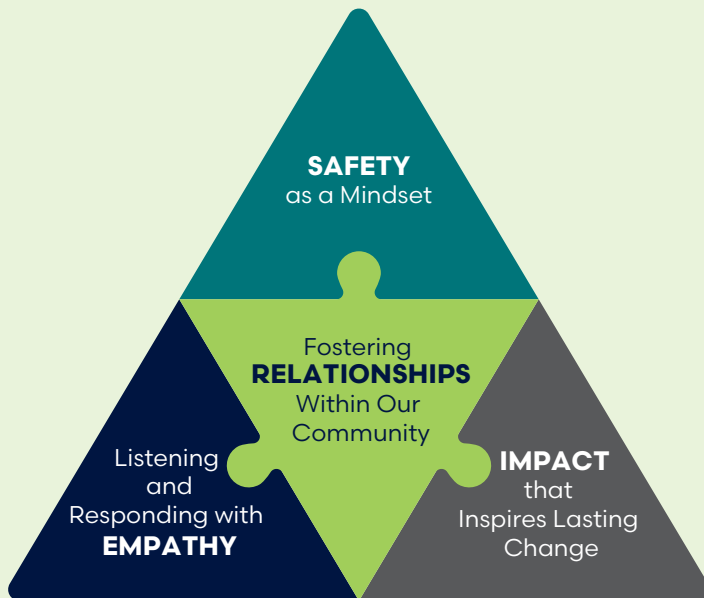 SAFETY
as a Mindset
Fostering
RELATIONSHIPS
Within Our
Community
Listening
and
Responding with
EMPATHY
IMPACT
that
Inspires Lasting
Change